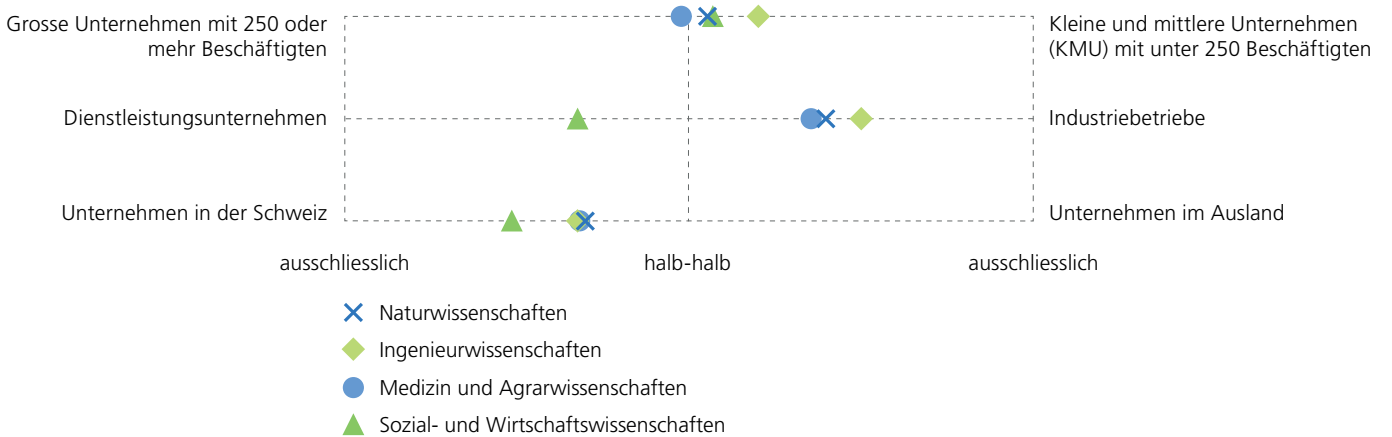 Grosse Unternehmen mit 250 oder
mehr Beschäftigten
Kleine und mittlere Unternehmen
(KMU) mit unter 250 Beschäftigten
Dienstleistungsunternehmen
Industriebetriebe
Unternehmen in der Schweiz
Unternehmen im Ausland
ausschliesslich
halb-halb
ausschliesslich
Naturwissenschaften
Ingenieurwissenschaften
Medizin und Agrarwissenschaften
Sozial- und Wirtschaftswissenschaften